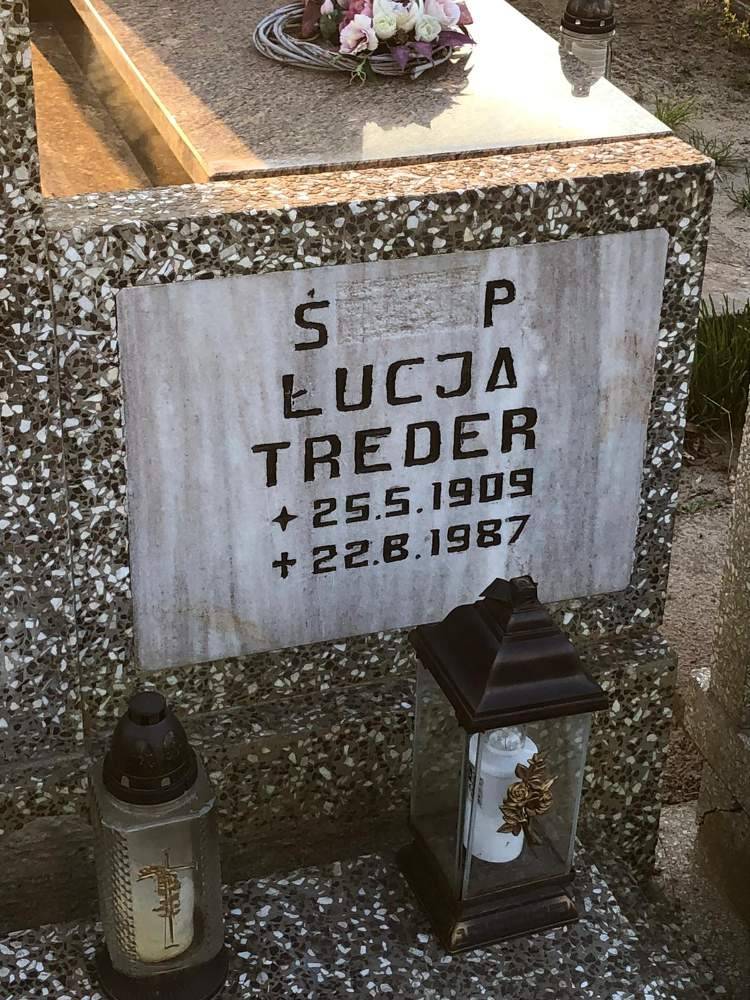 Ś P
ŁUCJA
TREDER
✦ 25.5.1909
+ 22.8.1987